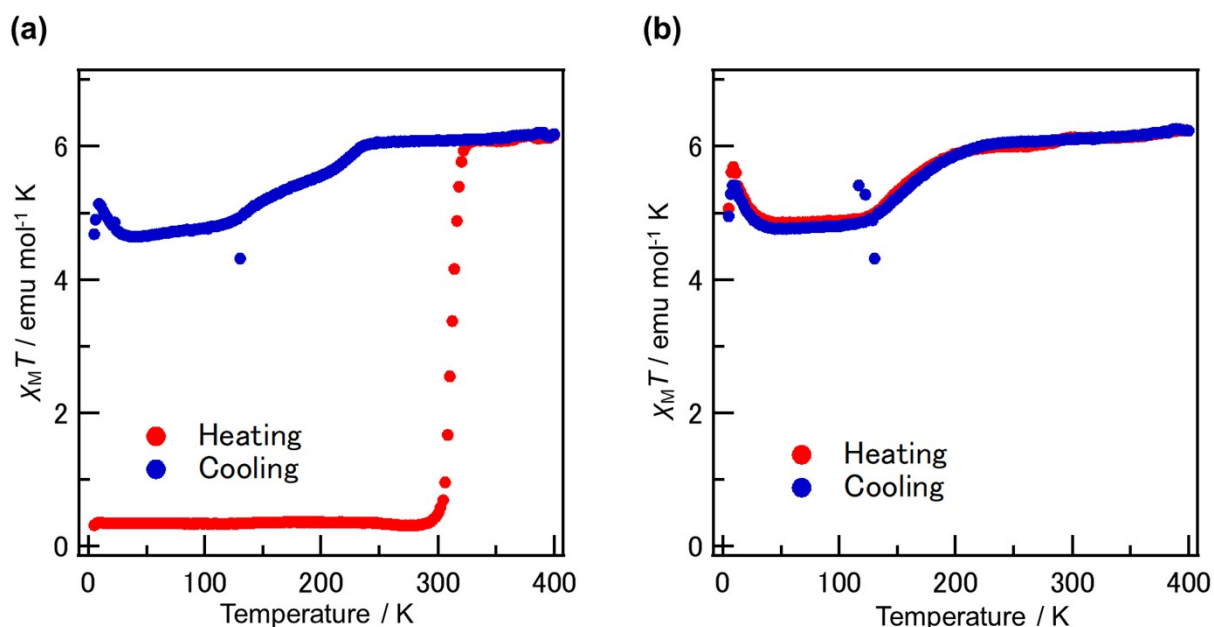 (a)
(b)
6
4
2
0
χMT / emu mol-1 K
Heating
Cooling
0 100 200 300 400
Temperature / K
6
4
2
0
χMT / emu mol-1 K
Heating
Cooling
0 100 200 300 400
Temperature / K